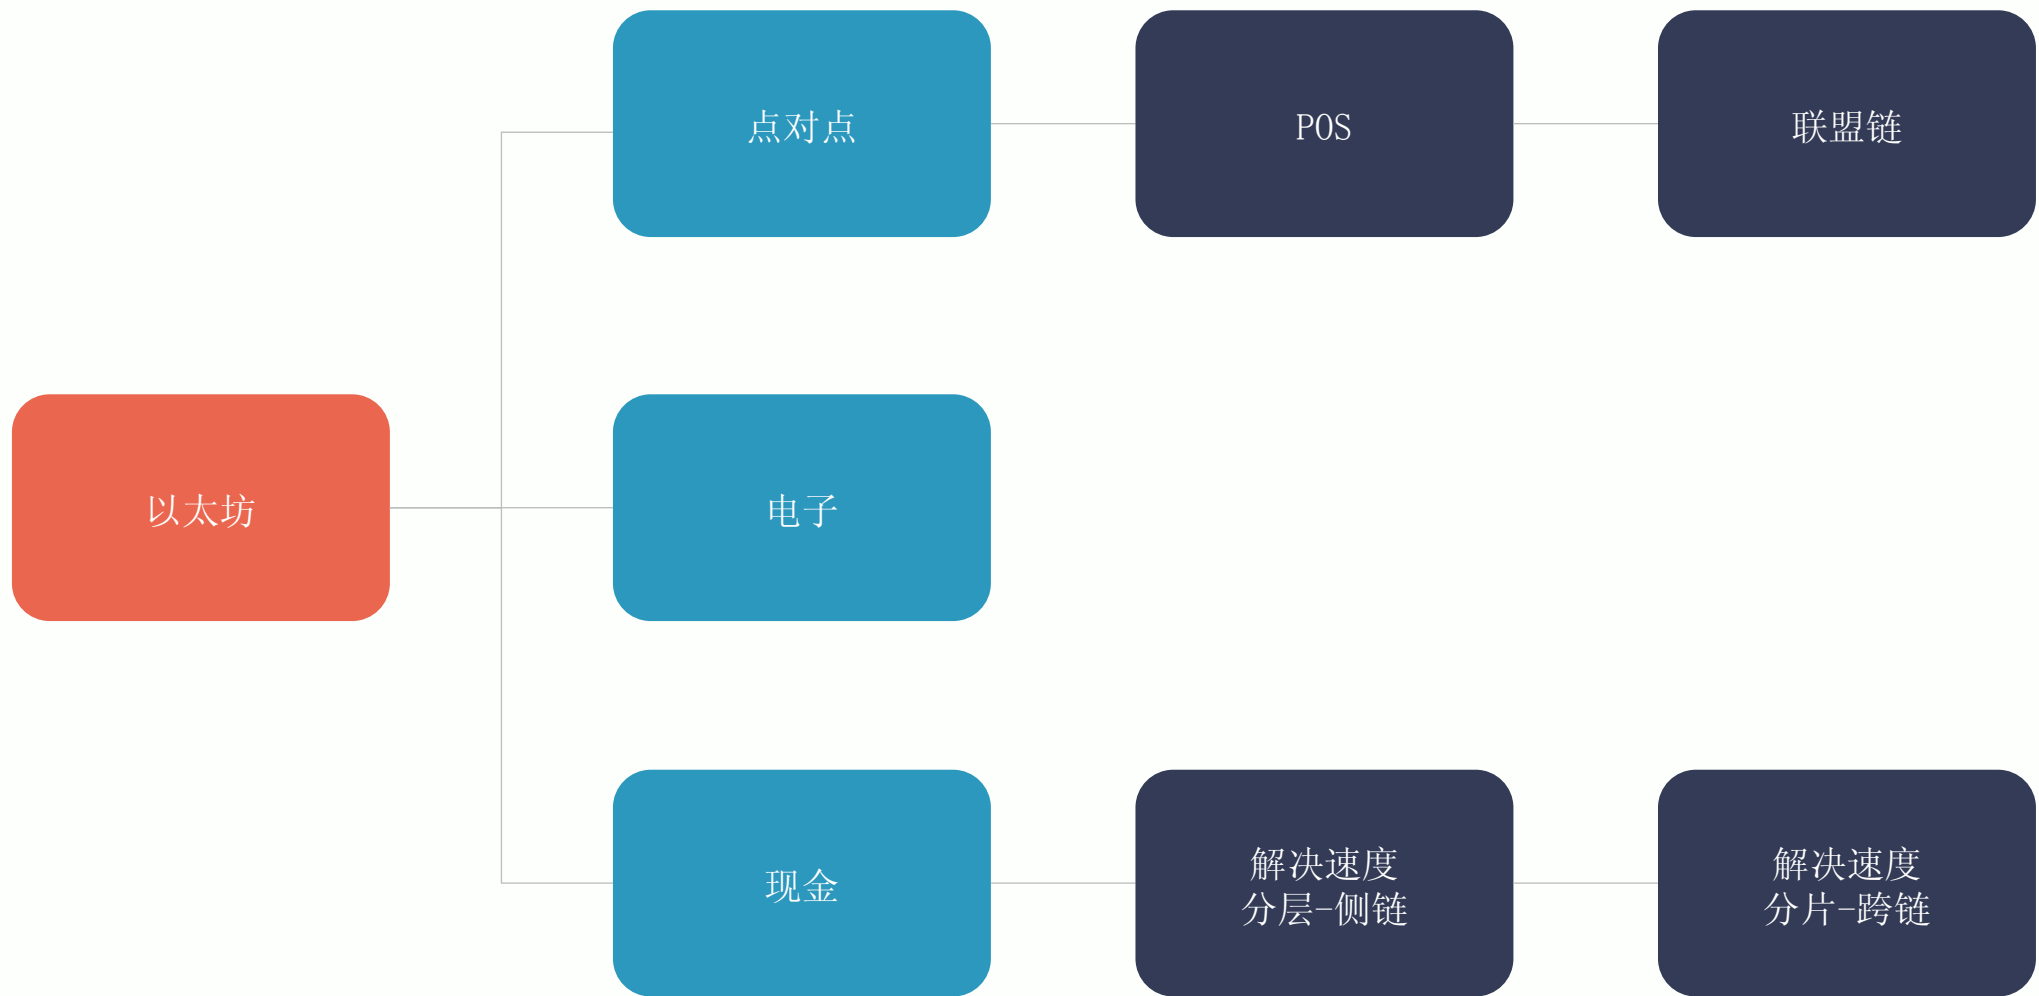 点对点
POS
联盟链
以太坊
电子
现金
解决速度
分层-侧链
解决速度
分片-跨链